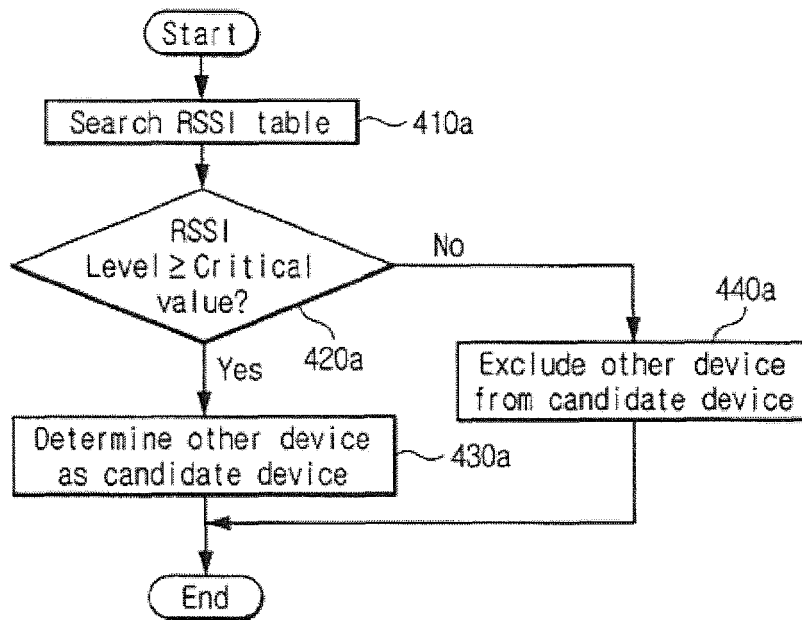 Start
Search RSSI table
410a
RSSI
Level ≥ Critical
value?
No
420a
Yes
440a
Exclude other device
from candidate device
Determine other device
as candidate device
430a
End